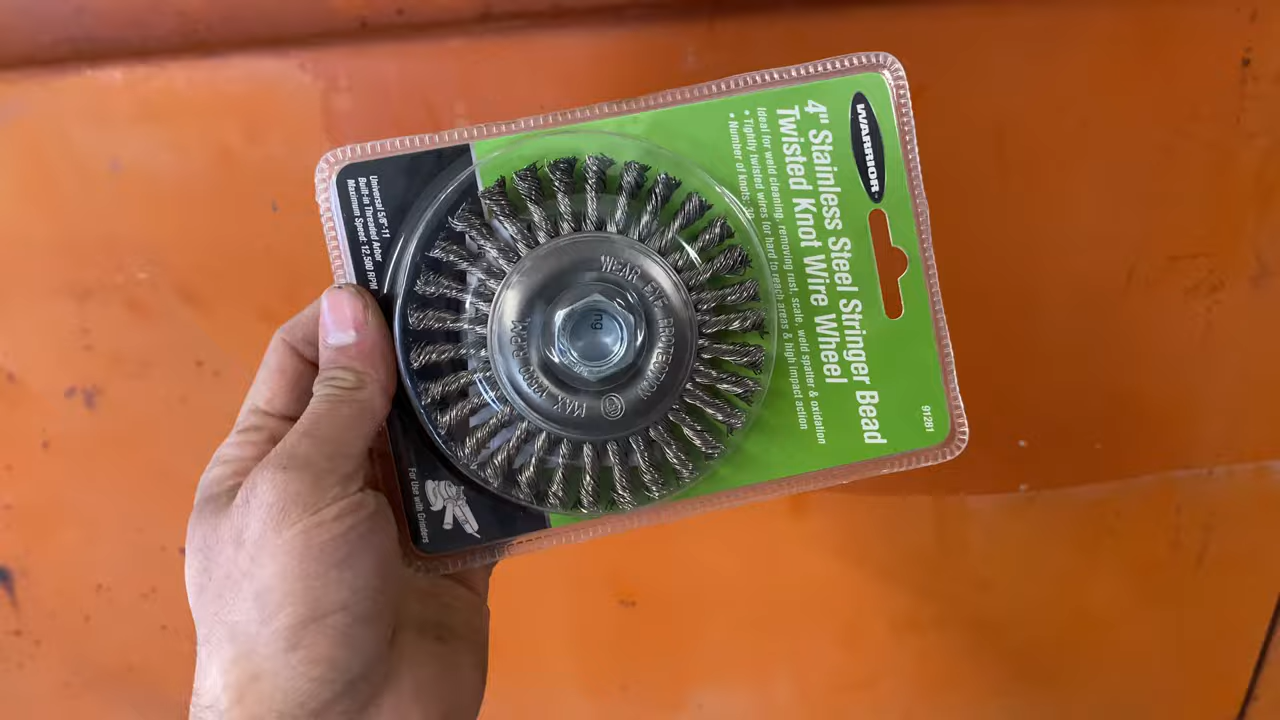 WARRIOR®
4" Stainless Steel Stringer Bead
Twisted Knot Wire Wheel
Ideal for weld cleaning, removing rust, scale, weld spatter & oxidation
• Tightly twisted wires for hard to reach areas & high impact action
• Number of knots: 30
91281
WEAR EYE PROTECTION
MAX RPM
ng
Universal 5/8"-11
Built-in Threaded Arbor
Maximum Speed: 12,500 RPM
For Use with Grinders